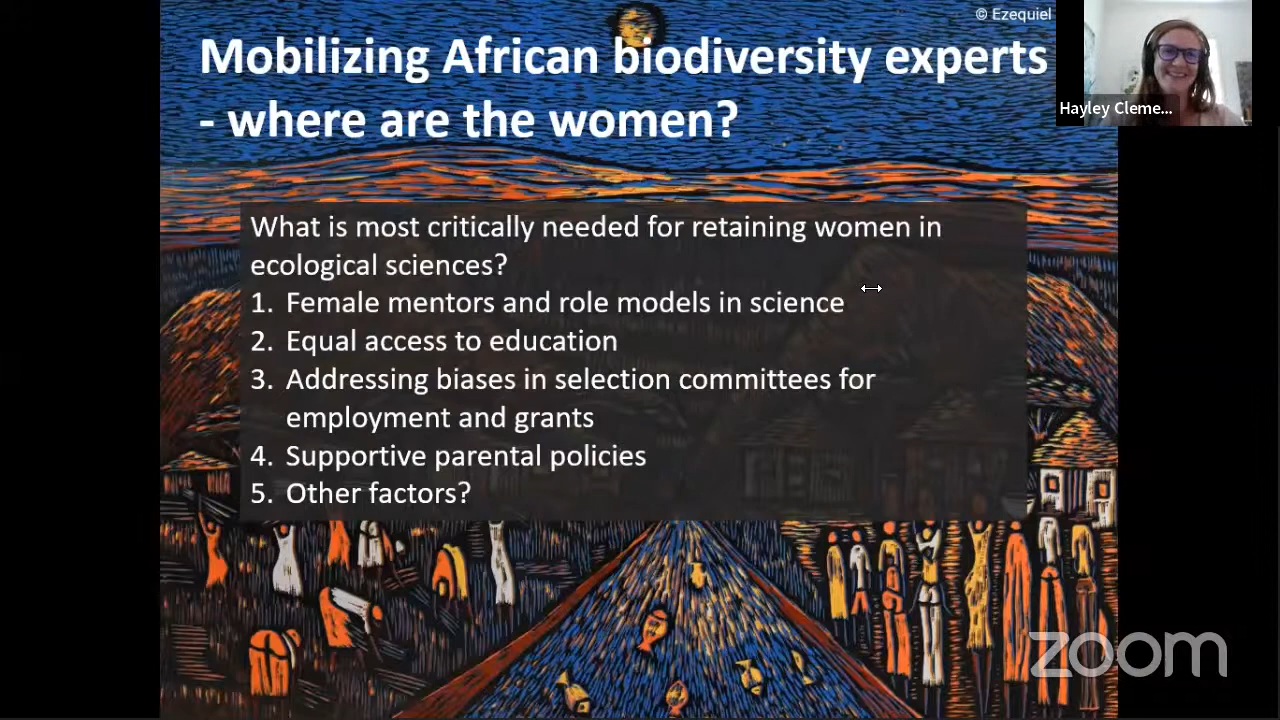 © Ezequiel
Mobilizing African biodiversity experts
- where are the women?
Hayley Cleme...
What is most critically needed for retaining women in
ecological sciences?
1. Female mentors and role models in science
2. Equal access to education
3. Addressing biases in selection committees for
employment and grants
4. Supportive parental policies
5. Other factors?
zoom